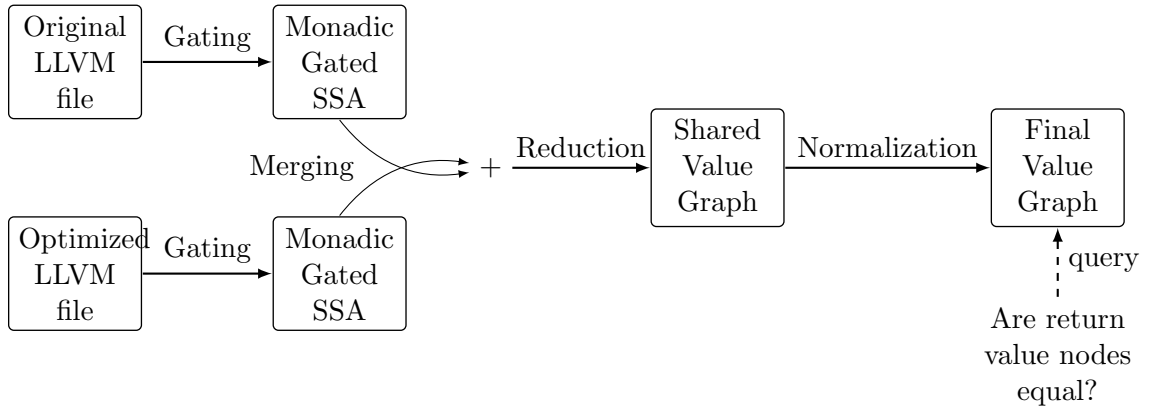 Original
LLVM
file
Gating
Monadic
Gated
SSA
Merging
+
Reduction
Shared
Value
Graph
Normalization
Final
Value
Graph
Optimized
LLVM
file
Gating
Monadic
Gated
SSA
query
Are return
value nodes
equal?